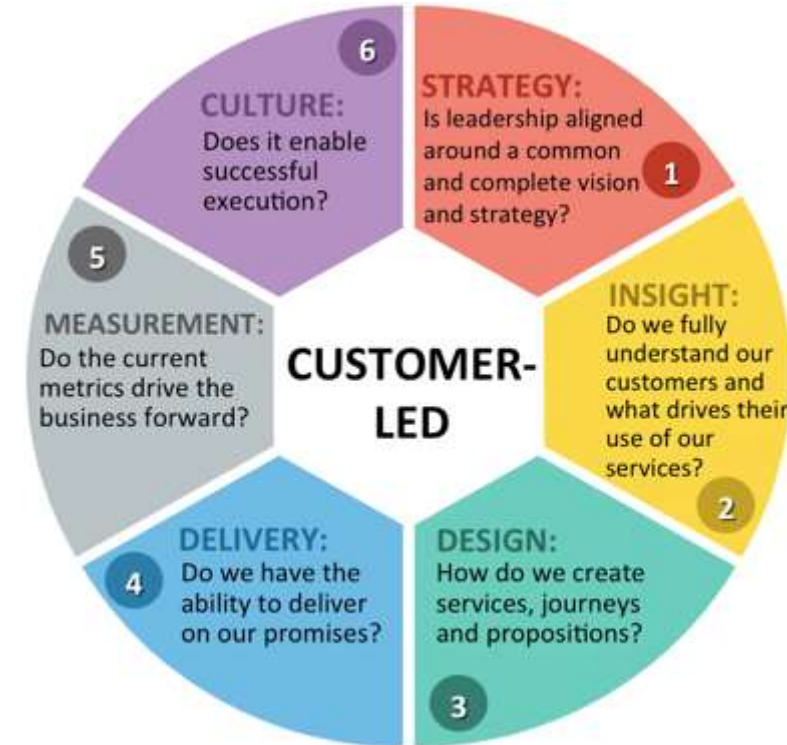 STRATEGY:
Is leadership aligned
around a common
and complete vision
and strategy?
1
INSIGHT:
Do we fully
understand our
customers and
what drives their
use of our
services?
2
DESIGN:
How do we create
services, journeys
and propositions?
3
DELIVERY:
Do we have the
ability to deliver
on our promises?
4
MEASUREMENT:
Do the current
metrics drive the
business forward?
5
CULTURE:
Does it enable
successful
execution?
6
CUSTOMER-
LED